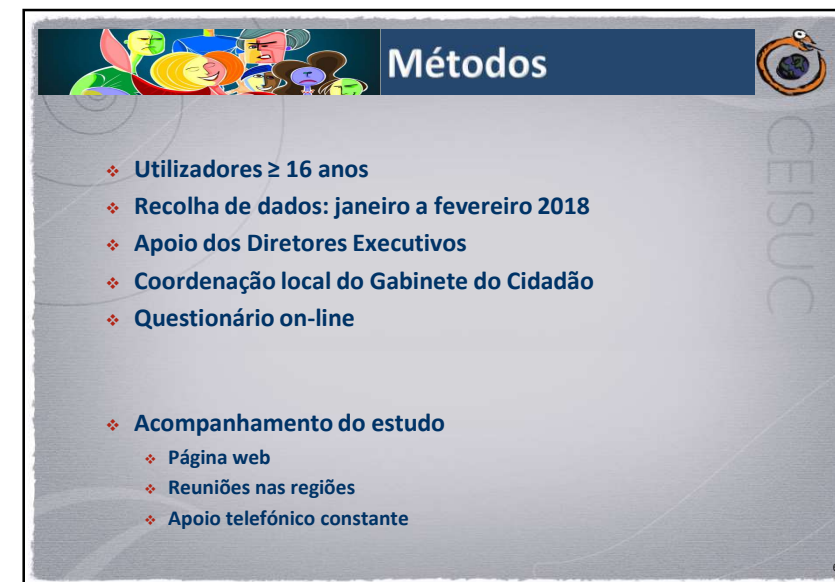 Métodos
CEISUC
❖ Utilizadores ≥ 16 anos
❖ Recolha de dados: janeiro a fevereiro 2018
❖ Apoio dos Diretores Executivos
❖ Coordenação local do Gabinete do Cidadão
❖ Questionário on-line
❖ Acompanhamento do estudo
❖ Página web
❖ Reuniões nas regiões
❖ Apoio telefónico constante